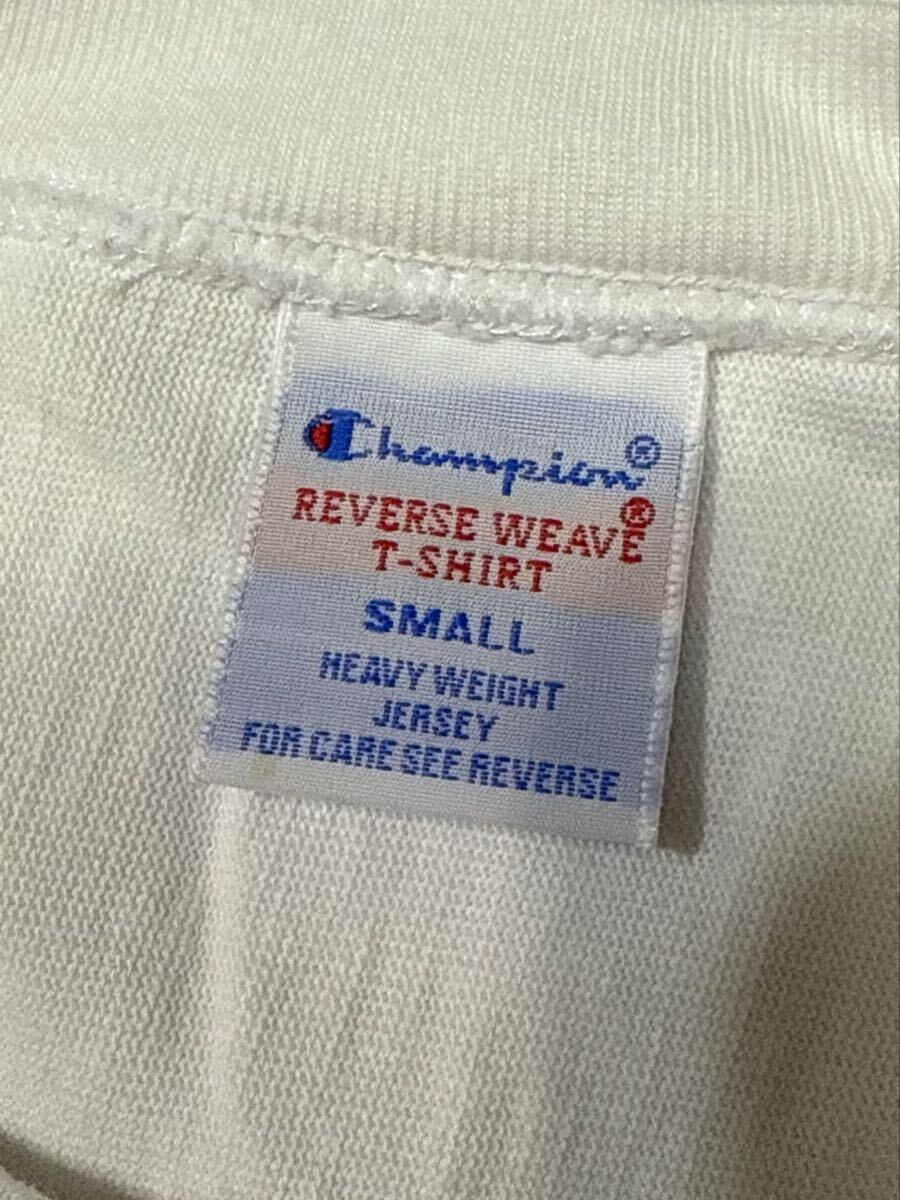 Champion®
REVERSE WEAVE®
T-SHIRT
SMALL
HEAVY WEIGHT
JERSEY
FOR CARE SEE REVERSE